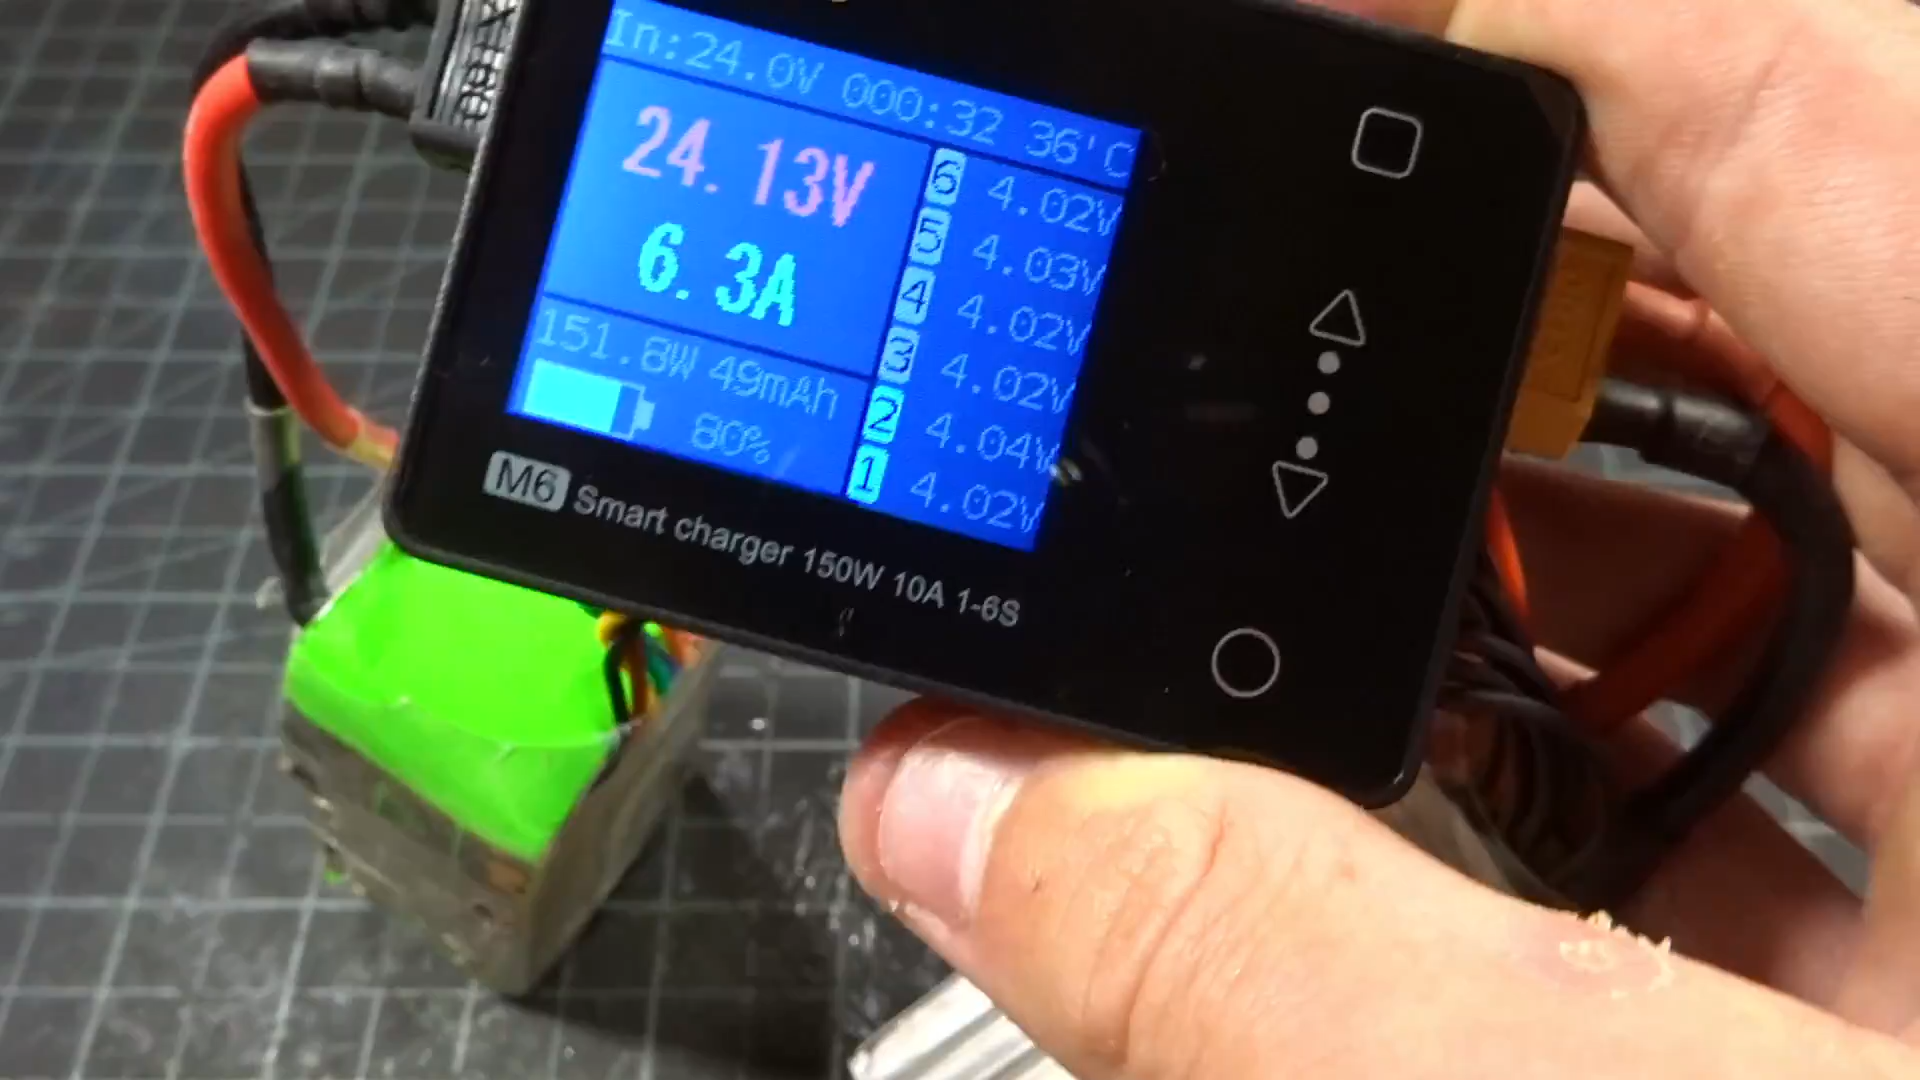 XT60
In:24.0V 000:32 36'C
24.13V
6.3A
151.8W 49mAh
80%
6 4.02V
5 4.03V
4 4.02V
3 4.02V
2 4.04V
1 4.02V
M6 Smart charger 150W 10A 1-6S